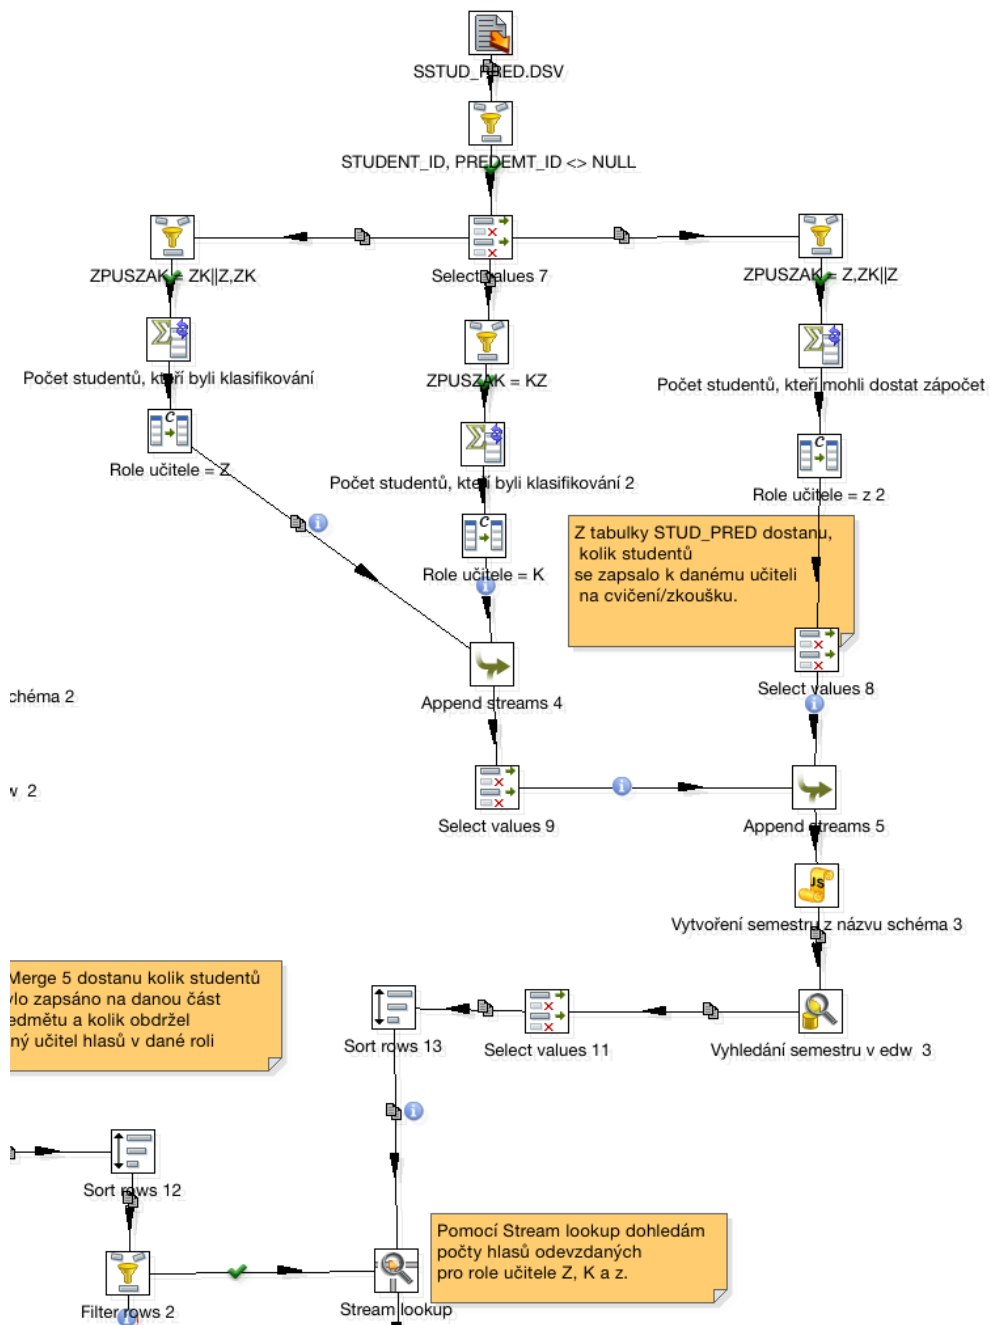 SSTUD_PRED.DSV
STUDENT_ID, PREDEMT_ID <> NULL
ZPUSZAK = ZK||Z,ZK
Select values 7
ZPUSZAK = Z,ZK||Z
Počet studentů, kteří byli klasifikování
ZPUSZAK = KZ
Počet studentů, kteří mohli dostat zápočet
Role učitele = Z
Počet studentů, kteří byli klasifikování 2
Role učitele = z 2
Role učitele = K
Z tabulky STUD_PRED dostanu,
kolik studentů
se zapsalo k danému učiteli
na cvičení/zkoušku.
chéma 2
Append streams 4
Select values 8
w 2
Select values 9
Append streams 5
JS
Vytvoření semestru z názvu schéma 3
Merge 5 dostanu kolik studentů
ylo zapsáno na danou část
edmětu a kolik obdržel
ný učitel hlasů v dané roli
Sort rows 13
Select values 11
Vyhledání semestru v edw 3
Sort rows 12
Pomocí Stream lookup dohledám
počty hlasů odevzdaných
pro role učitele Z, K a z.
Filter rows 2
Stream lookup